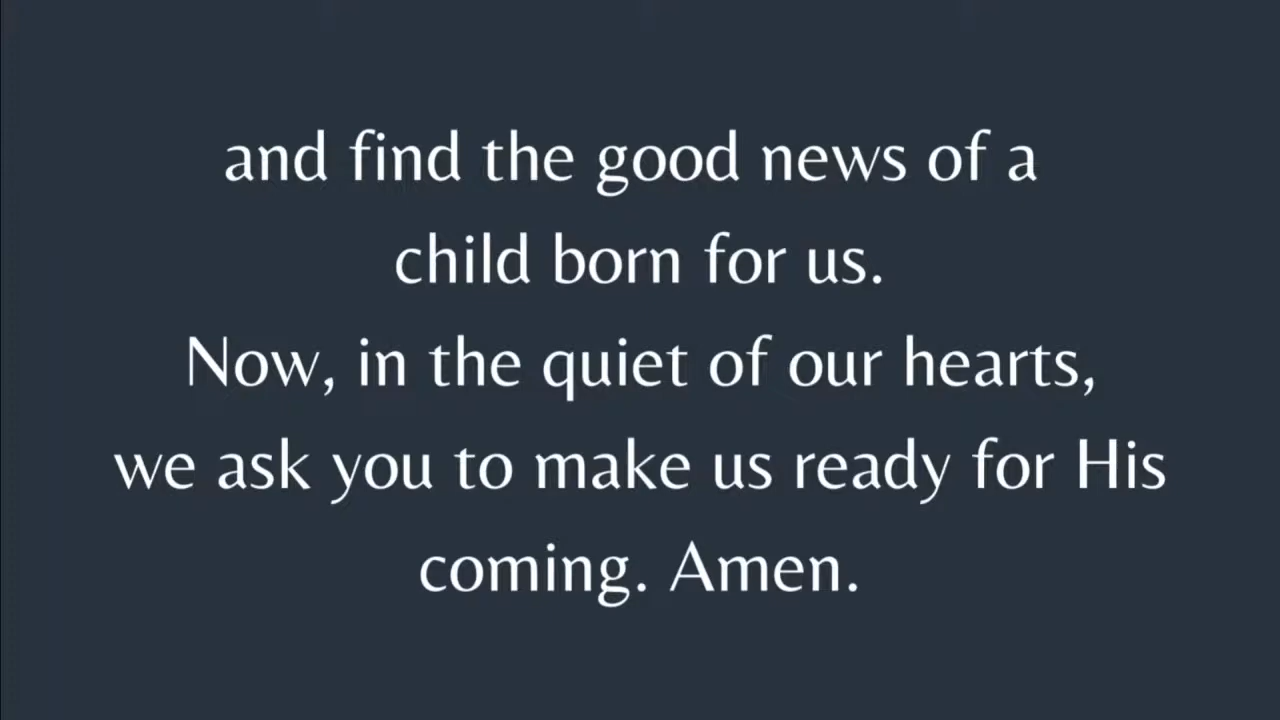 and find the good news of a
child born for us.
Now, in the quiet of our hearts,
we ask you to make us ready for His
coming. Amen.